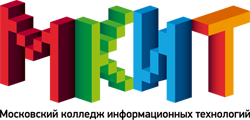 МКИТ
Московский колледж информационных технологий